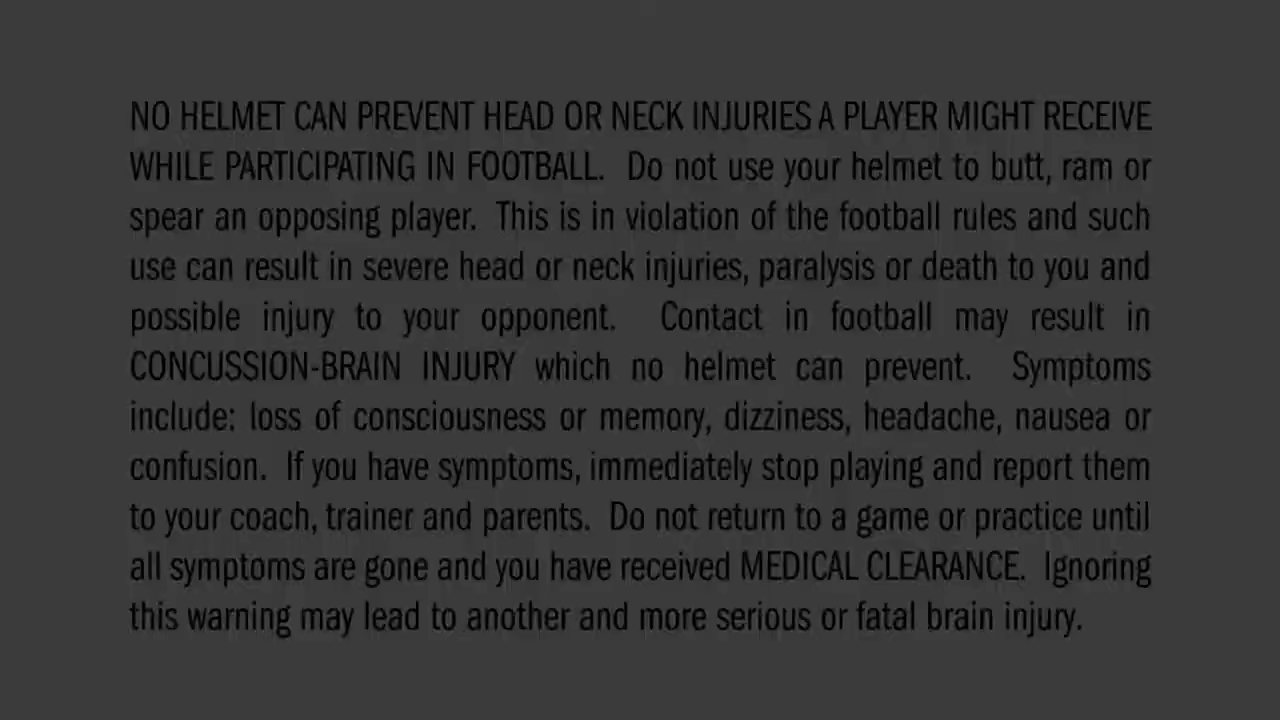 NO HELMET CAN PREVENT HEAD OR NECK INJURIES A PLAYER MIGHT RECEIVE
WHILE PARTICIPATING IN FOOTBALL. Do not use your helmet to butt, ram or
spear an opposing player. This is in violation of the football rules and such
use can result in severe head or neck injuries, paralysis or death to you and
possible injury to your opponent. Contact in football may result in
CONCUSSION-BRAIN INJURY which no helmet can prevent. Symptoms
include: loss of consciousness or memory, dizziness, headache, nausea or
confusion. If you have symptoms, immediately stop playing and report them
to your coach, trainer and parents. Do not return to a game or practice until
all symptoms are gone and you have received MEDICAL CLEARANCE. Ignoring
this warning may lead to another and more serious or fatal brain injury.